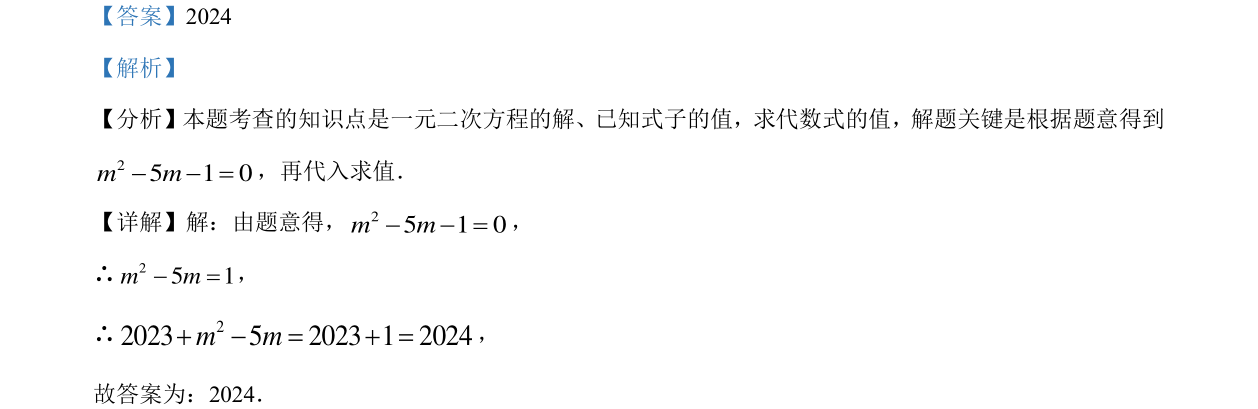 【答案】2024
【解析】
【分析】本题考查的知识点是一元二次方程的解、已知式子的值，求代数式的值，解题关键是根据题意得到
m² − 5m − 1 = 0，再代入求值．
【详解】解：由题意得，m² − 5m − 1 = 0，
∴ m² − 5m = 1，
∴ 2023 + m² − 5m = 2023 + 1 = 2024，
故答案为：2024．